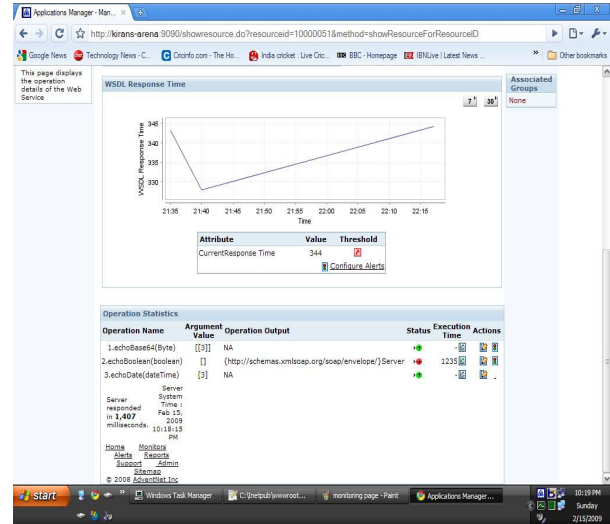 Applications Manager - Man...
http://kirans-arena:9090/showresource.do?resourceid=10000051&method=showResourceForResourceID
Google News Technology News - C... Cricinfo.com - The Ho... India cricket : Live Cric... BBC - Homepage IBNLive | Latest News ... » Other bookmarks
This page displays
the operation
details of the Web
Service
WSDL Response Time
7 30
WSDL Response Time
345
340
335
330
21:35 21:40 21:45 21:50 21:55 22:00 22:05 22:10 22:15
Time
Attribute Value Threshold
CurrentResponse Time 344
Configure Alerts
Associated
Groups
None
Operation Statistics
Operation Name Argument Value Operation Output Status Execution Time Actions
1.echoBase64(Byte) [[3]] NA -
2.echoBoolean(boolean) [] {http://schemas.xmlsoap.org/soap/envelope/}Server 1235
3.echoDate(dateTime) [3] NA -
Server
responded
in 1,407
milliseconds.
Server
System
Time :
Feb 15,
2009
10:18:15
PM
Home Monitors
Alerts Reports
Support Admin
Sitemap
© 2008 AdventNet Inc
start » Windows Task Manager C:\Inetpub\wwwroot... monitoring page - Paint Applications Manager... 10:19 PM
Sunday
2/15/2009